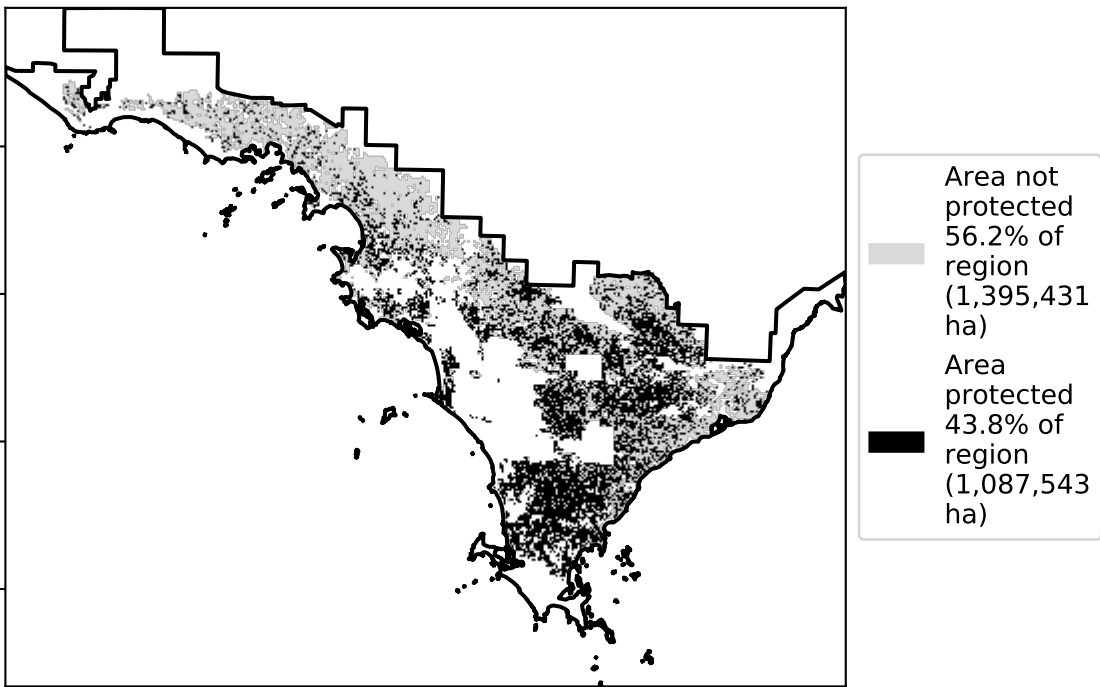 Area not
protected
56.2% of
region
(1,395,431
ha)
Area
protected
43.8% of
region
(1,087,543
ha)